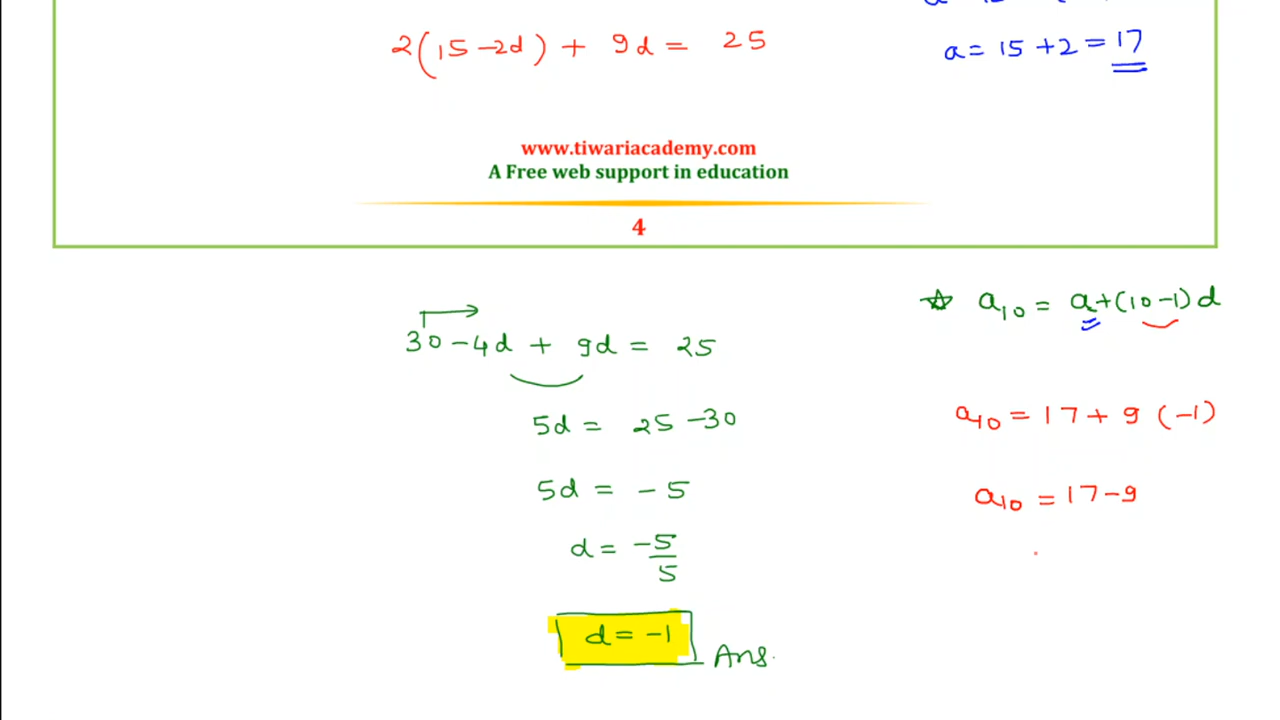 2(15-2d) + 9d = 25
a = 15 + 2 = 17
www.tiwariacademy.com
A Free web support in education
4
30 - 4d + 9d = 25
5d = 25 - 30
5d = -5
d = -5/5
d = -1
Ans.
☆ a₁₀ = a + (10-1) d
a₁₀ = 17 + 9 (-1)
a₁₀ = 17 - 9